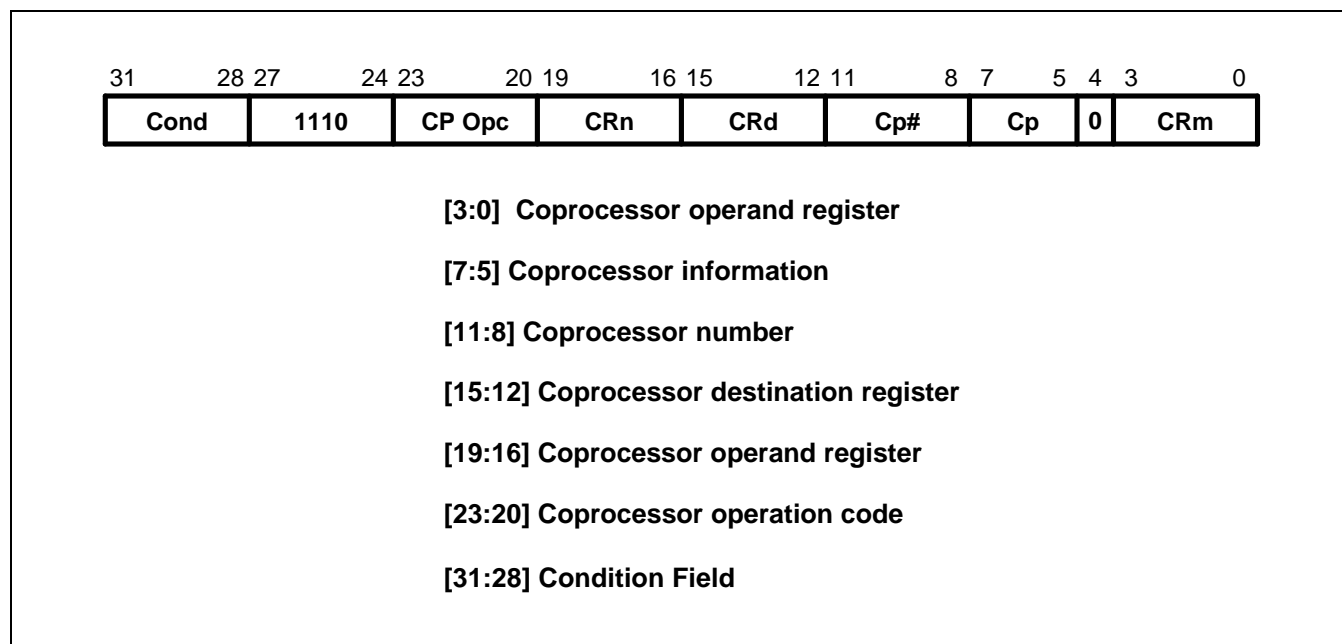 31 28 27 24 23 20 19 16 15 12 11 8 7 5 4 3 0
Cond 1110 CP Opc CRn CRd Cp# Cp 0 CRm
[3:0] Coprocessor operand register
[7:5] Coprocessor information
[11:8] Coprocessor number
[15:12] Coprocessor destination register
[19:16] Coprocessor operand register
[23:20] Coprocessor operation code
[31:28] Condition Field